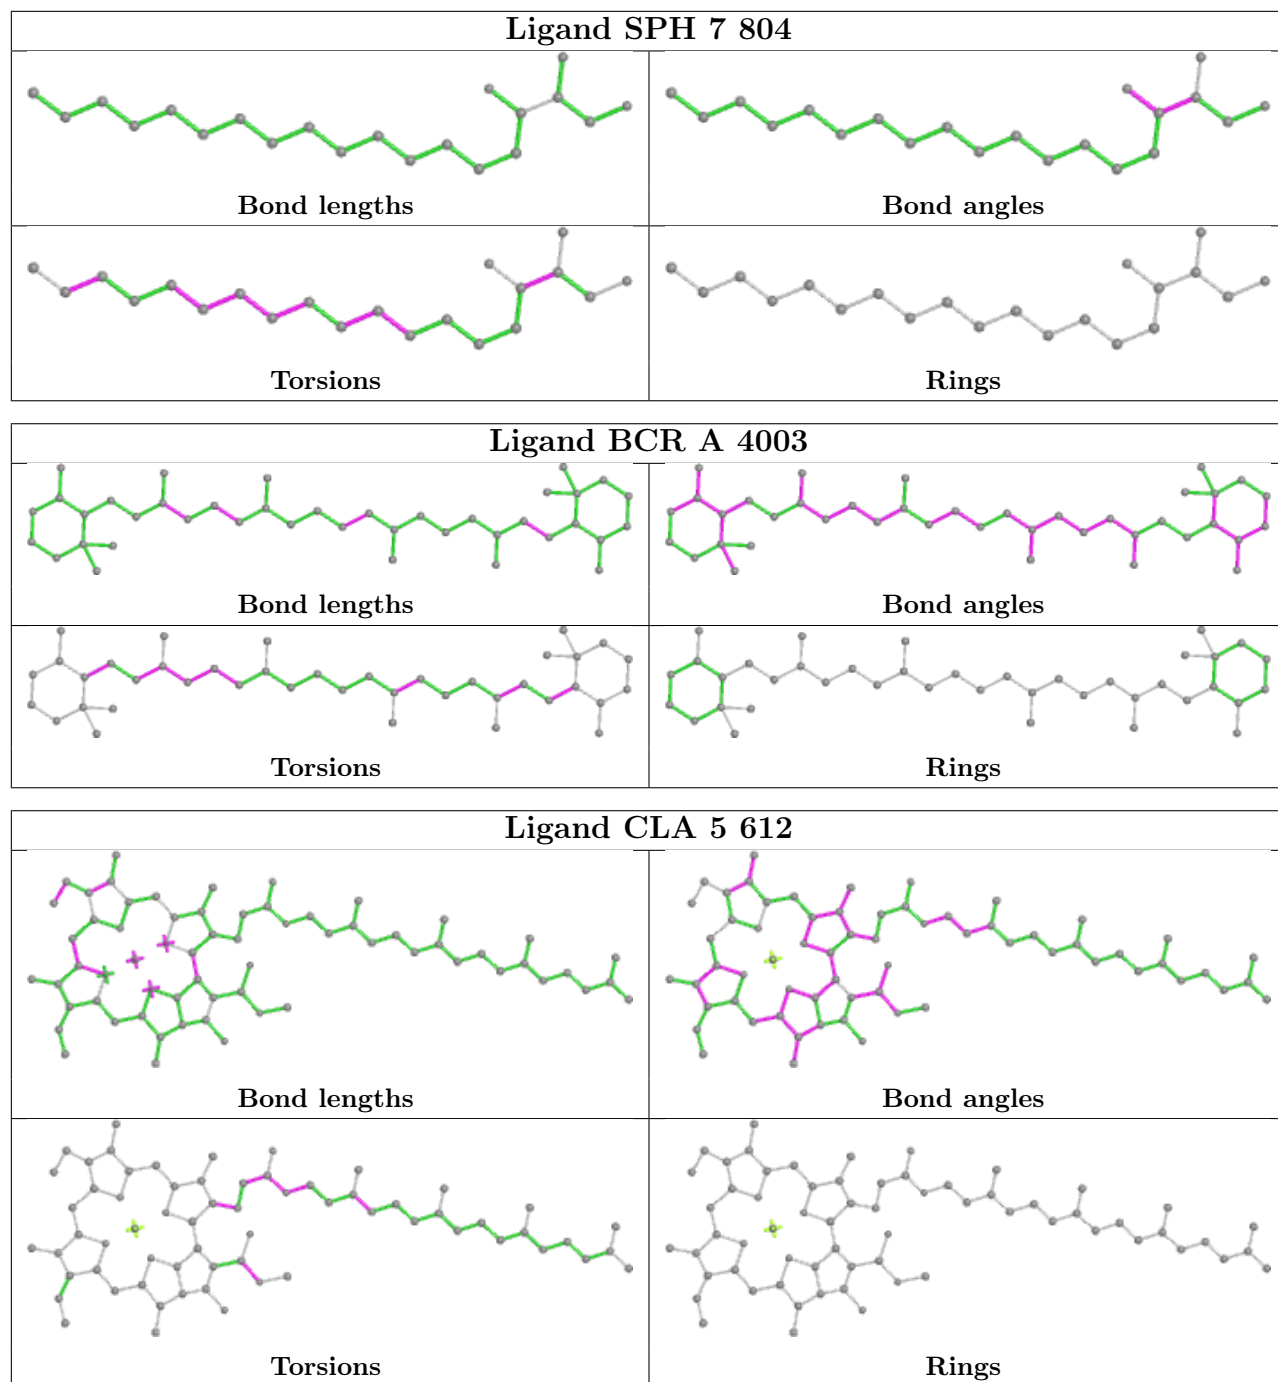 Ligand SPH 7 804
Bond lengths
Bond angles
Torsions
Rings
Ligand BCR A 4003
Bond lengths
Bond angles
Torsions
Rings
Ligand CLA 5 612
Bond lengths
Bond angles
Torsions
Rings